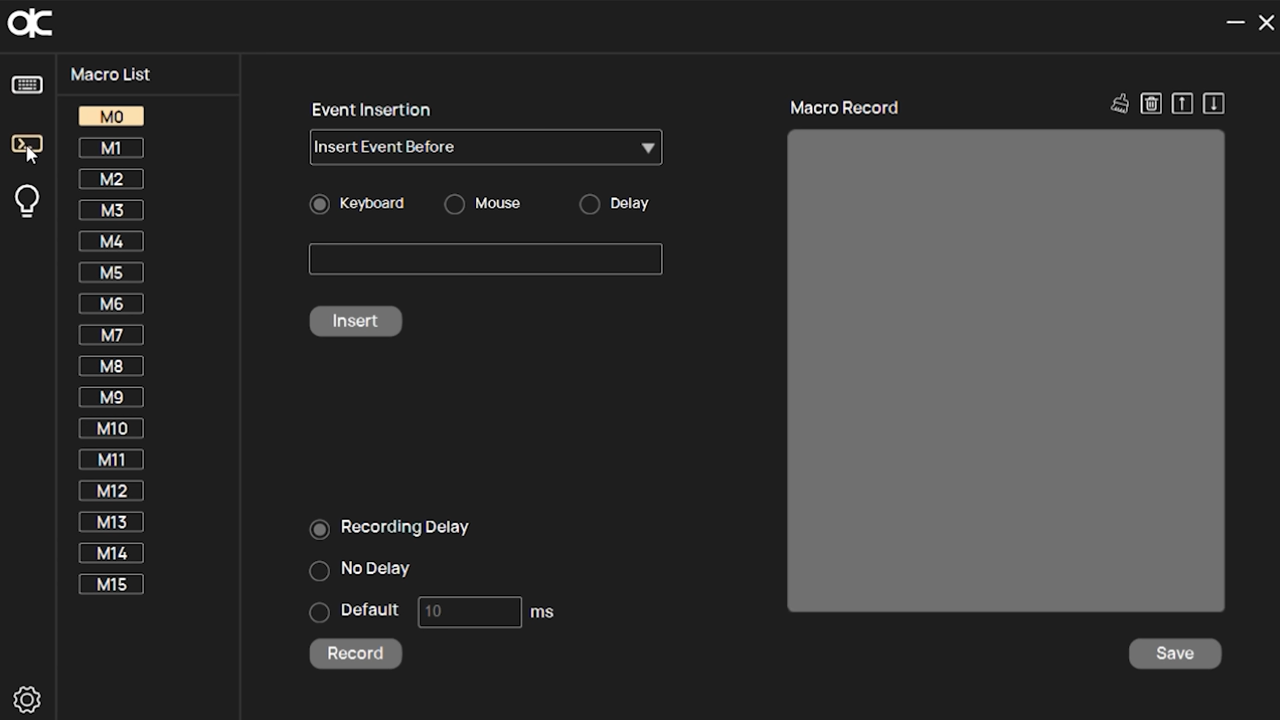 Macro List
M0
M1
M2
M3
M4
M5
M6
M7
M8
M9
M10
M11
M12
M13
M14
M15
Event Insertion
Insert Event Before
Keyboard Mouse Delay
Insert
Recording Delay
No Delay
Default 10 ms
Record
Macro Record
Save